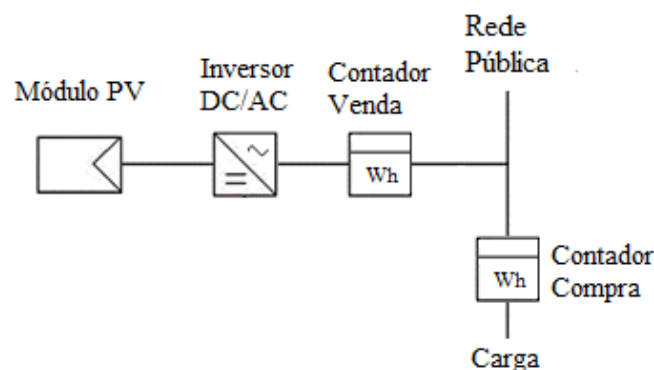 Módulo PV
Inversor
DC/AC
Contador
Venda
Rede
Pública
Wh
Wh
Contador
Compra
Carga